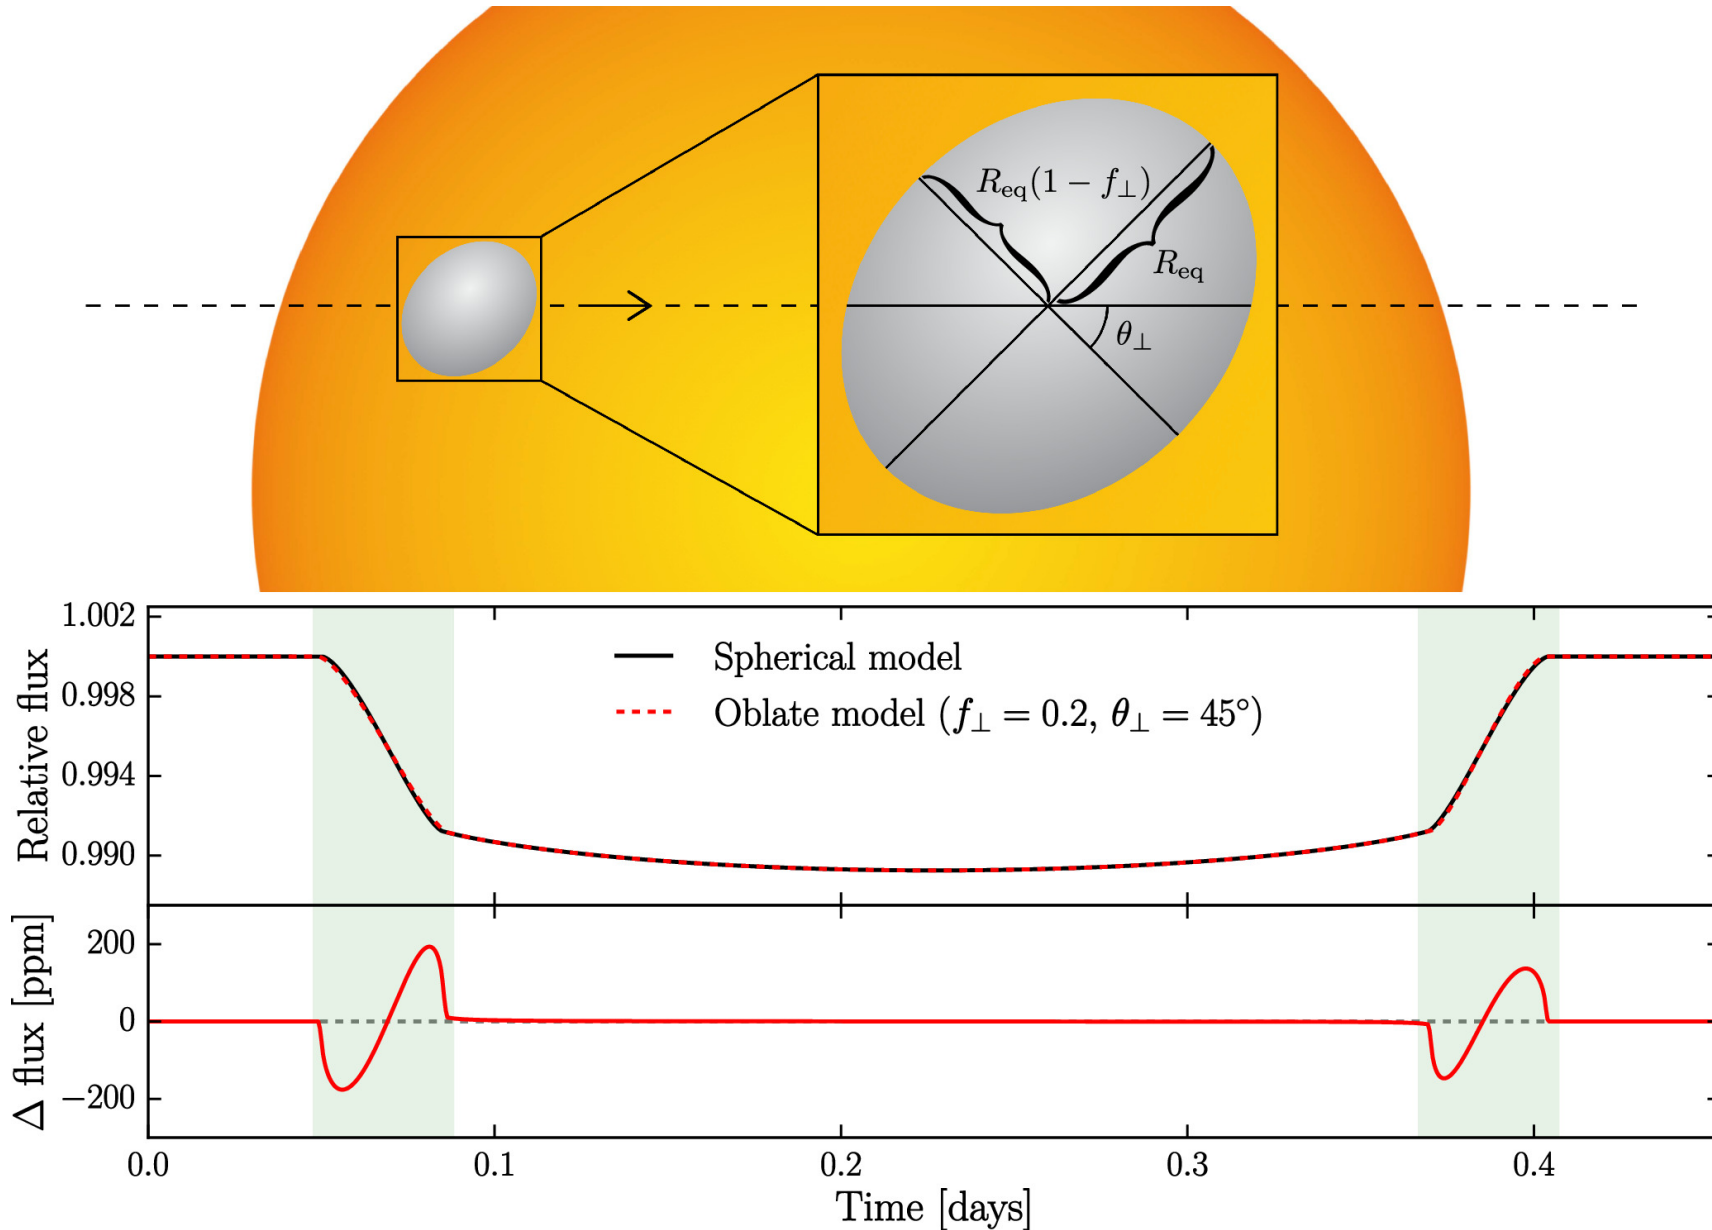 R_eq(1 − f_⊥)
R_eq
θ_⊥
1.002
0.998
0.994
0.990
Relative flux
Spherical model
Oblate model (f_⊥ = 0.2, θ_⊥ = 45°)
200
0
−200
Δ flux [ppm]
0.0 0.1 0.2 0.3 0.4
Time [days]